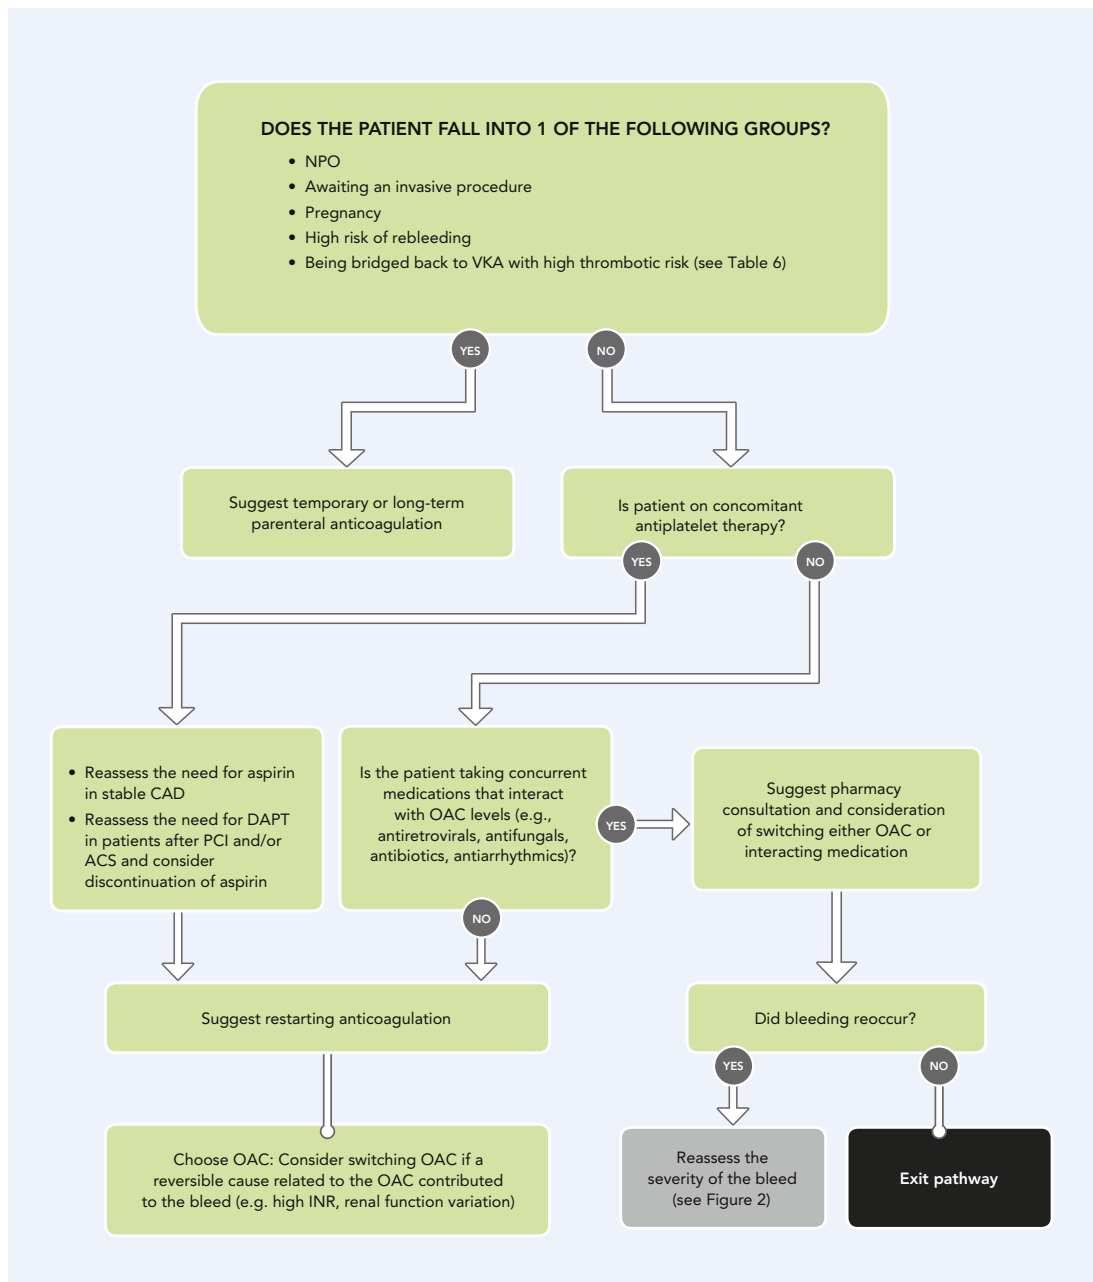 DOES THE PATIENT FALL INTO 1 OF THE FOLLOWING GROUPS?
• NPO
• Awaiting an invasive procedure
• Pregnancy
• High risk of rebleeding
• Being bridged back to VKA with high thrombotic risk (see Table 6)
YES
NO
Suggest temporary or long-term
parenteral anticoagulation
Is patient on concomitant
antiplatelet therapy?
YES
NO
• Reassess the need for aspirin
in stable CAD
• Reassess the need for DAPT
in patients after PCI and/or
ACS and consider
discontinuation of aspirin
Is the patient taking concurrent
medications that interact
with OAC levels (e.g.,
antiretrovirals, antifungals,
antibiotics, antiarrhythmics)?
YES
Suggest pharmacy
consultation and consideration
of switching either OAC or
interacting medication
NO
Suggest restarting anticoagulation
Did bleeding reoccur?
YES
NO
Choose OAC: Consider switching OAC if a
reversible cause related to the OAC contributed
to the bleed (e.g. high INR, renal function variation)
Reassess the
severity of the bleed
(see Figure 2)
Exit pathway